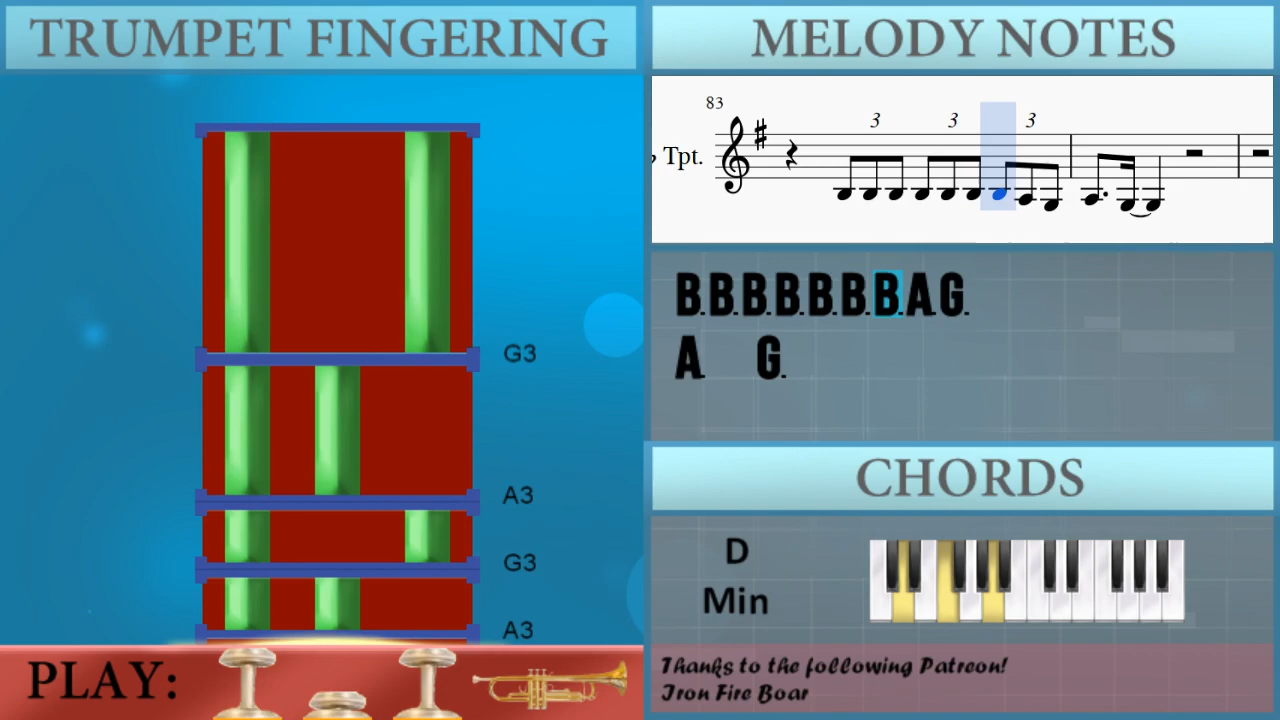 TRUMPET FINGERING
G3
A3
G3
A3
PLAY:
MELODY NOTES
83
3 3 3
Tpt.
B.B.B.B.B.B.B.A.G.
A. G.
CHORDS
D
Min
Thanks to the following Patreon!
Iron Fire Boar